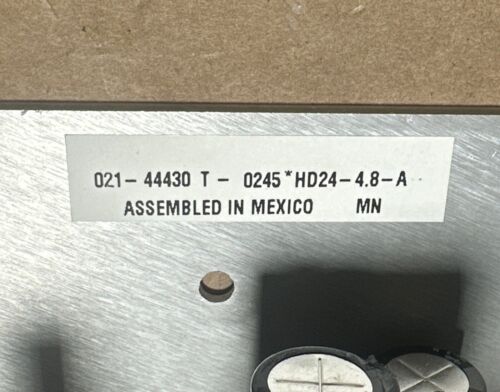 021-44430 T - 0245*HD24-4.8-A
ASSEMBLED IN MEXICO MN